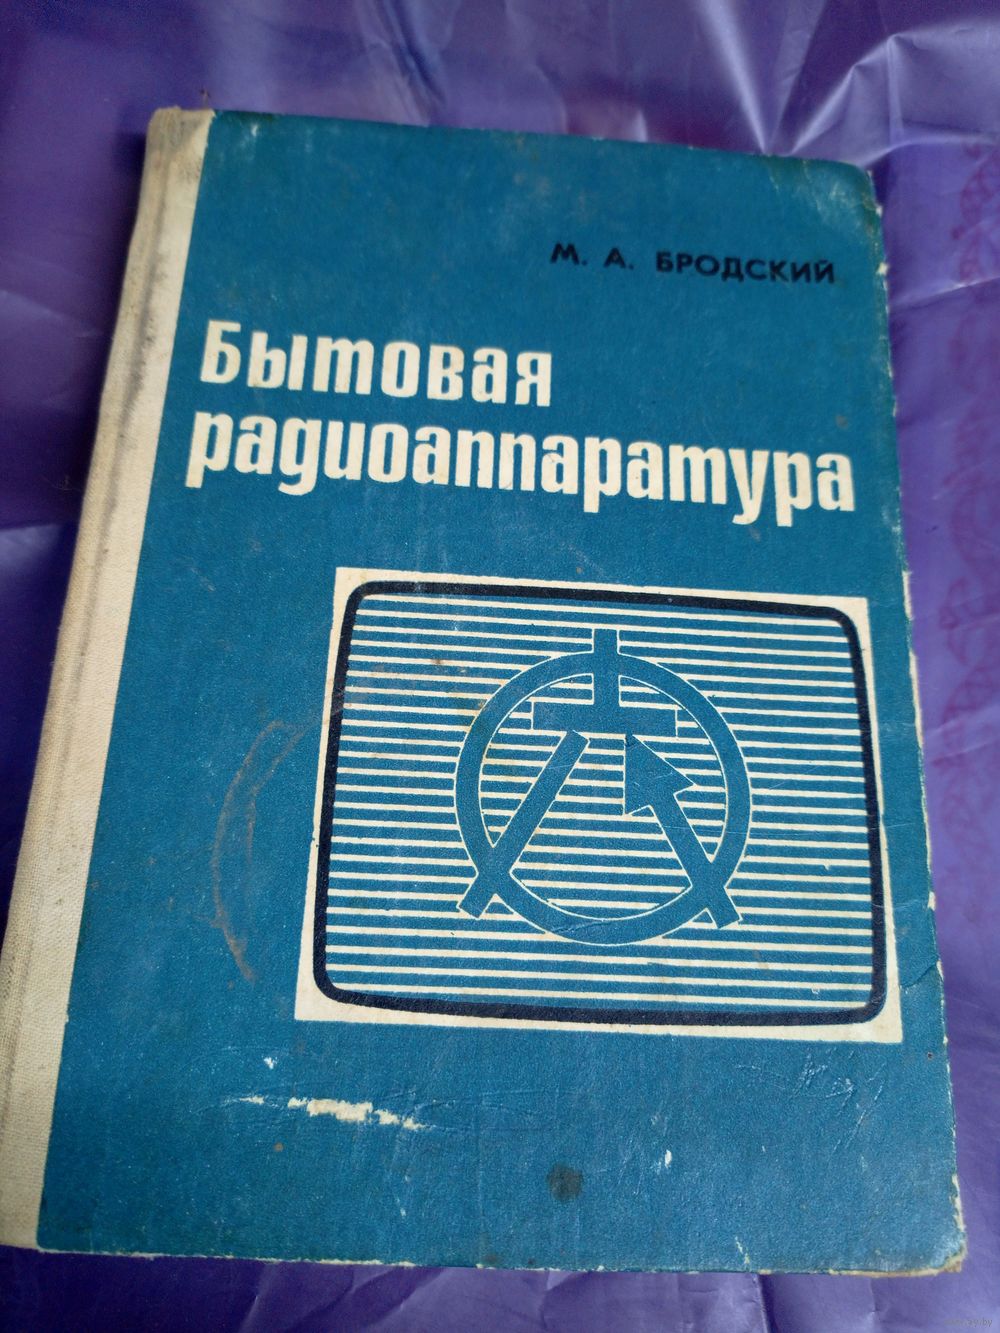 М. А. БРОДСКИЙ
Бытовая
радиоаппаратура